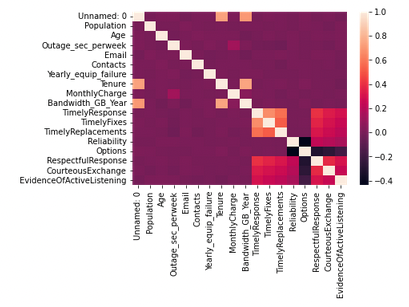 Unnamed: 0
Population
Age
Outage_sec_perweek
Email
Contacts
Yearly_equip_failure
Tenure
MonthlyCharge
Bandwidth_GB_Year
TimelyResponse
TimelyFixes
TimelyReplacements
Reliability
Options
RespectfulResponse
CourteousExchange
EvidenceOfActiveListening
Unnamed: 0
Population
Age
Outage_sec_perweek
Email
Contacts
Yearly_equip_failure
Tenure
MonthlyCharge
Bandwidth_GB_Year
TimelyResponse
TimelyFixes
TimelyReplacements
Reliability
Options
RespectfulResponse
CourteousExchange
EvidenceOfActiveListening
1.0
0.8
0.6
0.4
0.2
0.0
−0.2
−0.4